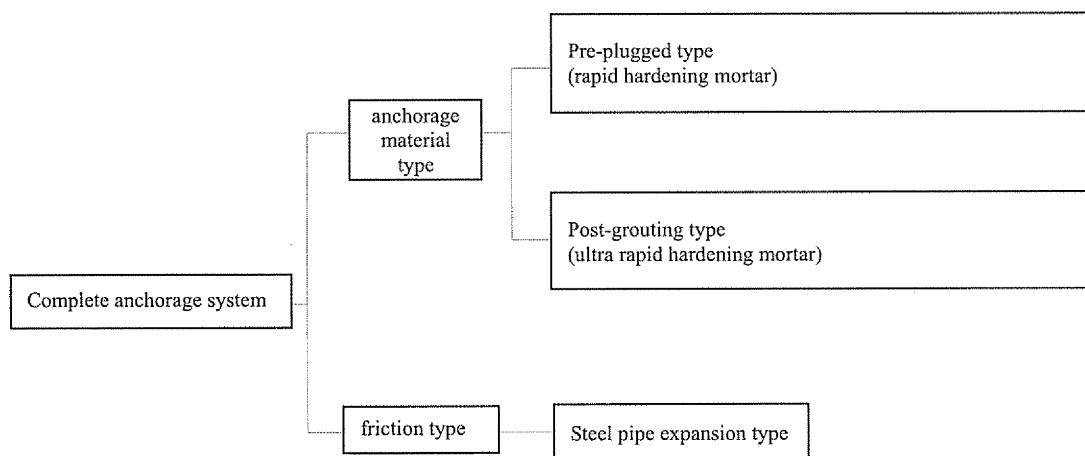 Pre-plugged type
(rapid hardening mortar)
anchorage
material
type
Post-grouting type
(ultra rapid hardening mortar)
Complete anchorage system
friction type
Steel pipe expansion type